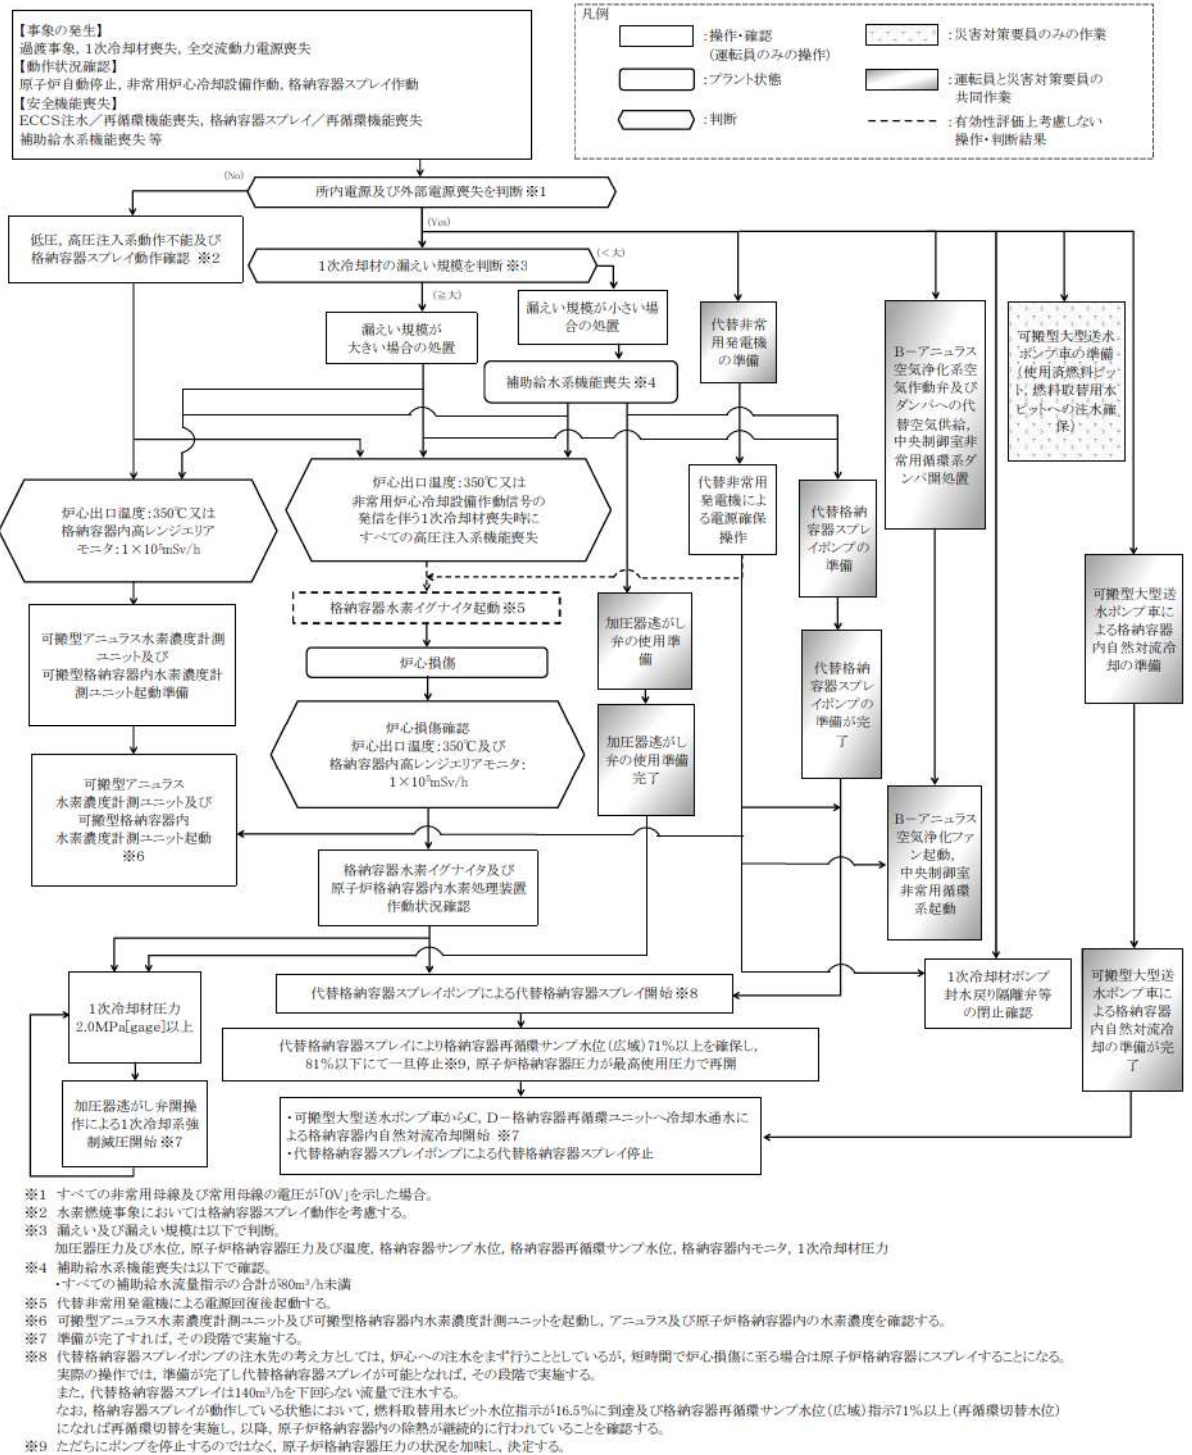 【事象の発生】
過渡事象, 1次冷却材喪失, 全交流動力電源喪失
【動作状況確認】
原子炉自動停止, 非常用炉心冷却設備作動, 格納容器スプレイ作動
【安全機能喪失】
ECCS注水／再循環機能喪失, 格納容器スプレイ／再循環機能喪失
補助給水系機能喪失 等
凡例
:操作・確認
(運転員のみの操作)
:災害対策要員のみの作業
:プラント状態
:運転員と災害対策要員の
共同作業
:判断
:有効性評価上考慮しない
操作・判断結果
(No)
所内電源及び外部電源喪失を判断※1
(Yes)
低圧, 高圧注入系動作不能及び
格納容器スプレイ動作確認 ※2
1次冷却材の漏えい規模を判断※3
(＜大)
(≧大)
漏えい規模が
大きい場合の処置
漏えい規模が小さい場
合の処置
補助給水系機能喪失※4
代替非常
用発電機
の準備
B－アニュラス
空気浄化系空
気作動弁及び
ダンパへの代
替空気供給,
中央制御室非
常用循環系ダ
ンパ開処置
可搬型大型送水
ポンプ車の準備
(使用済燃料ピッ
ト, 燃料取替用水
ピットへの注水確
保)
炉心出口温度:350℃又は
格納容器内高レンジエリア
モニタ:1×10⁵mSv/h
炉心出口温度:350℃又は
非常用炉心冷却設備作動信号の
発信を伴う1次冷却材喪失時に
すべての高圧注入系機能喪失
代替非常用
発電機によ
る電源確保
操作
代替格納
容器スプレ
イポンプの
準備
可搬型大型送
水ポンプ車に
よる格納容器
内自然対流冷
却の準備
格納容器水素イグナイタ起動※5
加圧器逃がし
弁の使用準
備
可搬型アニュラス水素濃度計測
ユニット及び
可搬型格納容器内水素濃度計
測ユニット起動準備
炉心損傷
代替格納
容器スプレ
イポンプの
準備が完
了
炉心損傷確認
炉心出口温度:350℃及び
格納容器内高レンジエリアモニタ:
1×10⁵mSv/h
加圧器逃がし
弁の使用準備
完了
可搬型アニュラス
水素濃度計測ユニット及び
可搬型格納容器内
水素濃度計測ユニット起動
※6
B－アニュラス
空気浄化ファ
ン起動,
中央制御室
非常用循環
系起動
格納容器水素イグナイタ及び
原子炉格納容器内水素処理装置
作動状況確認
1次冷却材圧力
2.0MPa[gage]以上
代替格納容器スプレイポンプによる代替格納容器スプレイ開始※8
1次冷却材ポンプ
封水戻り隔離弁等
の閉止確認
可搬型大型送
水ポンプ車に
よる格納容器
内自然対流冷
却の準備が完
了
代替格納容器スプレイにより格納容器再循環サンプ水位(広域)71%以上を確保し,
81%以下にて一旦停止※9, 原子炉格納容器圧力が最高使用圧力で再開
加圧器逃がし弁開操
作による1次冷却系強
制減圧開始 ※7
・可搬型大型送水ポンプ車からC, D－格納容器再循環ユニットへ冷却水通水に
よる格納容器内自然対流冷却開始 ※7
・代替格納容器スプレイポンプによる代替格納容器スプレイ停止
※1 すべての非常用母線及び常用母線の電圧が「0V」を示した場合。
※2 水素燃焼事象においては格納容器スプレイ動作を考慮する。
※3 漏えい及び漏えい規模は以下で判断。
加圧器圧力及び水位, 原子炉格納容器圧力及び温度, 格納容器サンプ水位, 格納容器再循環サンプ水位, 格納容器内モニタ, 1次冷却材圧力
※4 補助給水系機能喪失は以下で確認。
・すべての補助給水流量指示の合計が80m³/h未満
※5 代替非常用発電機による電源回復後起動する。
※6 可搬型アニュラス水素濃度計測ユニット及び可搬型格納容器内水素濃度計測ユニットを起動し, アニュラス及び原子炉格納容器内の水素濃度を確認する。
※7 準備が完了すれば, その段階で実施する。
※8 代替格納容器スプレイポンプの注水先の考え方としては, 炉心への注水をまず行うこととしているが, 短時間で炉心損傷に至る場合は原子炉格納容器にスプレイすることになる。
実際の操作では, 準備が完了し代替格納容器スプレイが可能となれば, その段階で実施する。
また, 代替格納容器スプレイは140m³/hを下回らない流量で注水する。
なお, 格納容器スプレイが動作している状態において, 燃料取替用水ピット水位指示が16.5%に到達及び格納容器再循環サンプ水位(広域)指示71%以上(再循環切替水位)
になれば再循環切替を実施し, 以降, 原子炉格納容器内の除熱が継続的に行われていることを確認する。
※9 ただちにポンプを停止するのではなく, 原子炉格納容器圧力の状況を加味し, 決定する。